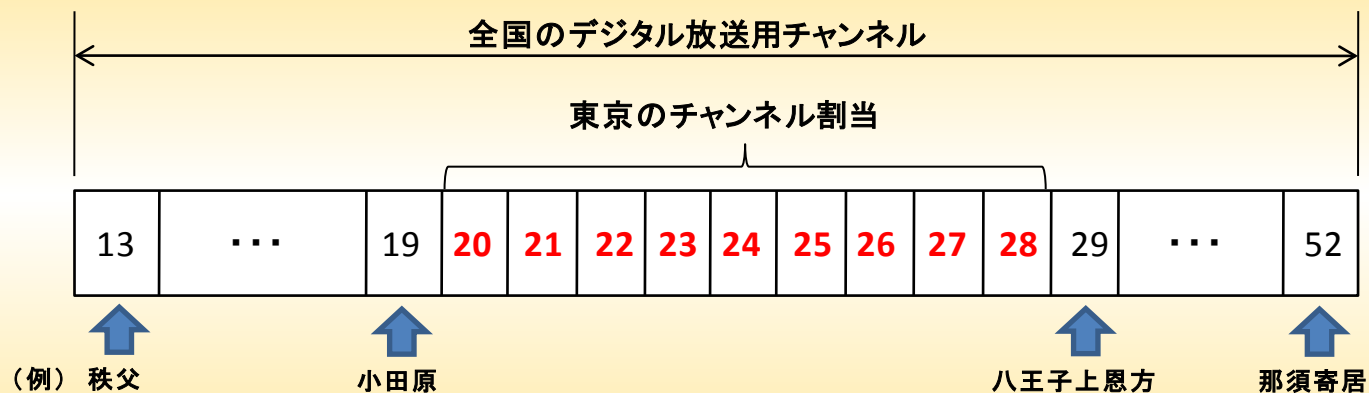 全国のデジタル放送用チャンネル
東京のチャンネル割当
13 ・・・ 19 20 21 22 23 24 25 26 27 28 29 ・・・ 52
（例） 秩父 小田原 八王子上恩方 那須寄居